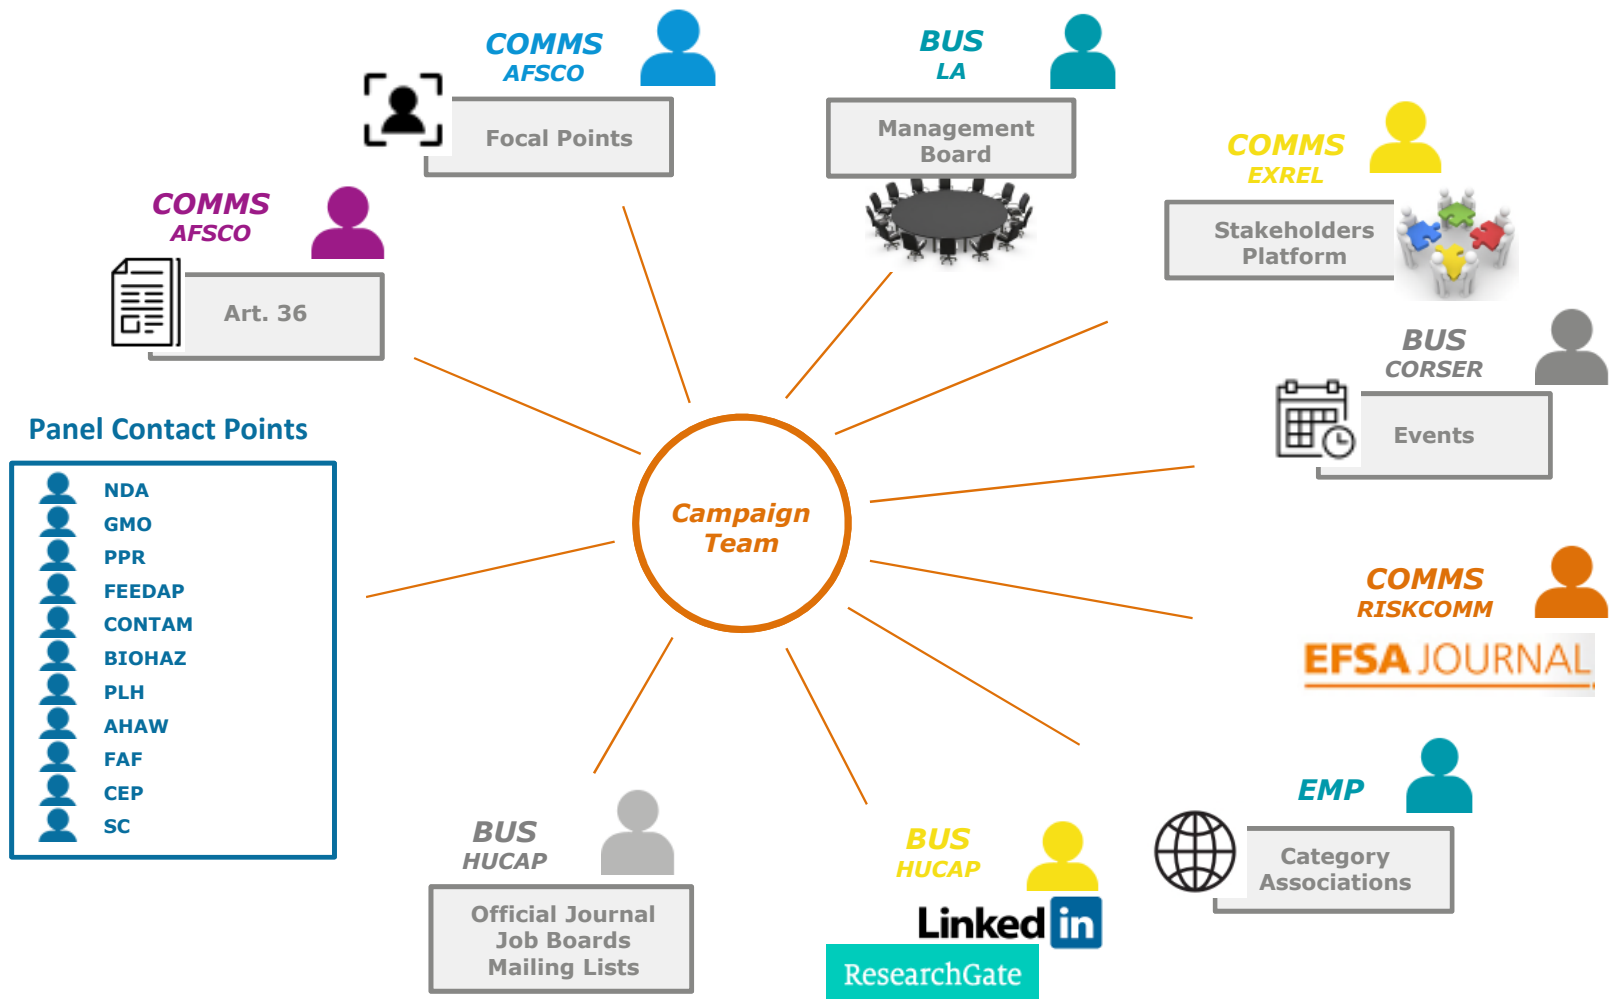 COMMS
AFSCO
Focal Points
BUS
LA
Management
Board
COMMS
EXREL
Stakeholders
Platform
COMMS
AFSCO
Art. 36
BUS
CORSER
Events
Panel Contact Points
NDA
GMO
PPR
FEEDAP
CONTAM
BIOHAZ
PLH
AHAW
FAF
CEP
SC
Campaign
Team
COMMS
RISKCOMM
EFSA JOURNAL
EMP
Category
Associations
BUS
HUCAP
Official Journal
Job Boards
Mailing Lists
BUS
HUCAP
Linked in
ResearchGate